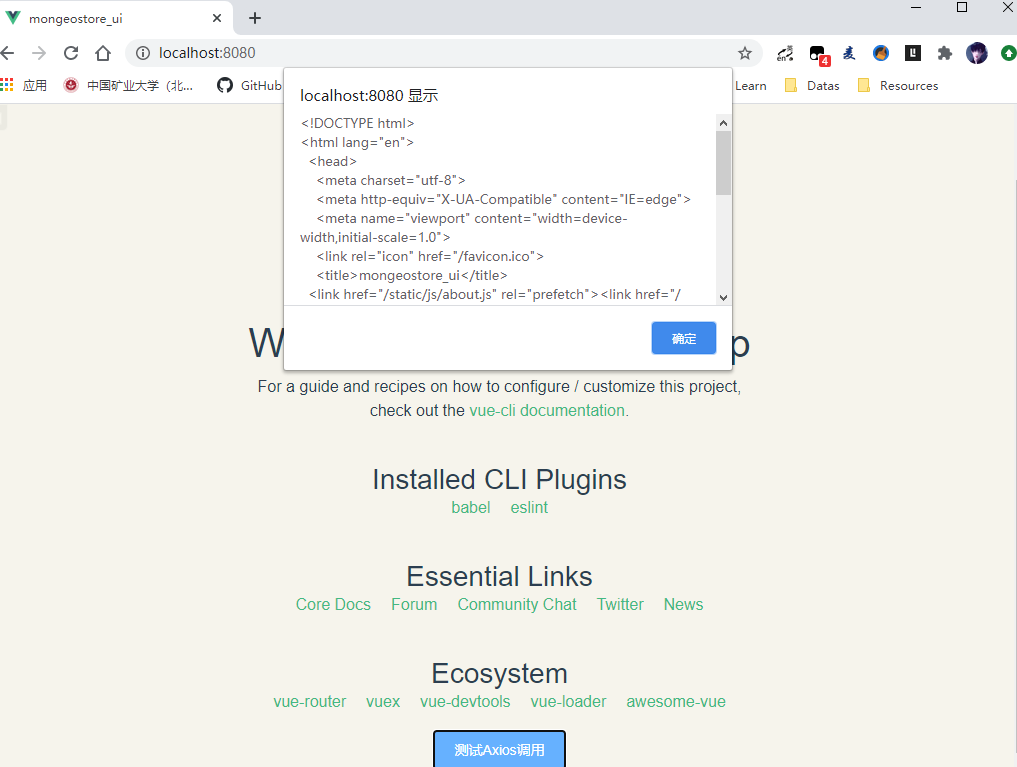 mongeostore_ui
localhost:8080
en
英
4
麦
应用
中国矿业大学（北...
GitHub
Learn
Datas
Resources
localhost:8080 显示
<!DOCTYPE html>
<html lang="en">
<head>
<meta charset="utf-8">
<meta http-equiv="X-UA-Compatible" content="IE=edge">
<meta name="viewport" content="width=device-
width,initial-scale=1.0">
<link rel="icon" href="/favicon.ico">
<title>mongeostore_ui</title>
<link href="/static/js/about.js" rel="prefetch"><link href="/
确定
W
p
For a guide and recipes on how to configure / customize this project,
check out the vue-cli documentation.
Installed CLI Plugins
babel eslint
Essential Links
Core Docs Forum Community Chat Twitter News
Ecosystem
vue-router vuex vue-devtools vue-loader awesome-vue
测试Axios调用